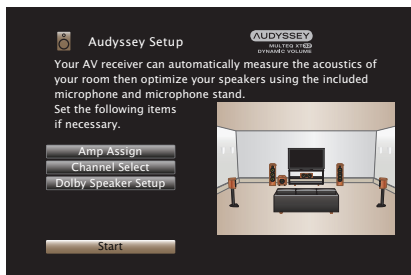 Audyssey Setup
AUDYSSEY
MULTEQ XT32
DYNAMIC VOLUME
Your AV receiver can automatically measure the acoustics of
your room then optimize your speakers using the included
microphone and microphone stand.
Set the following items
if necessary.
Amp Assign
Channel Select
Dolby Speaker Setup
Start